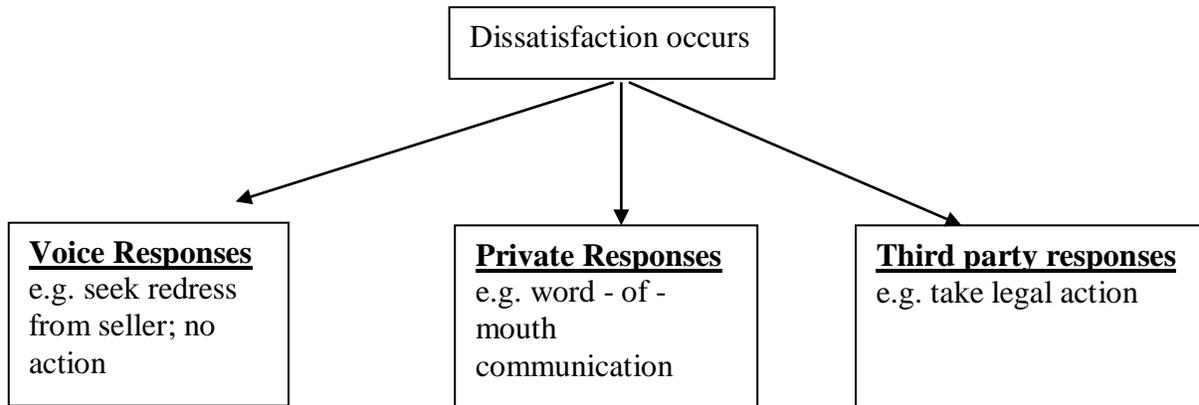 Dissatisfaction occurs
Voice Responses
e.g. seek redress
from seller; no
action
Private Responses
e.g. word - of -
mouth
communication
Third party responses
e.g. take legal action